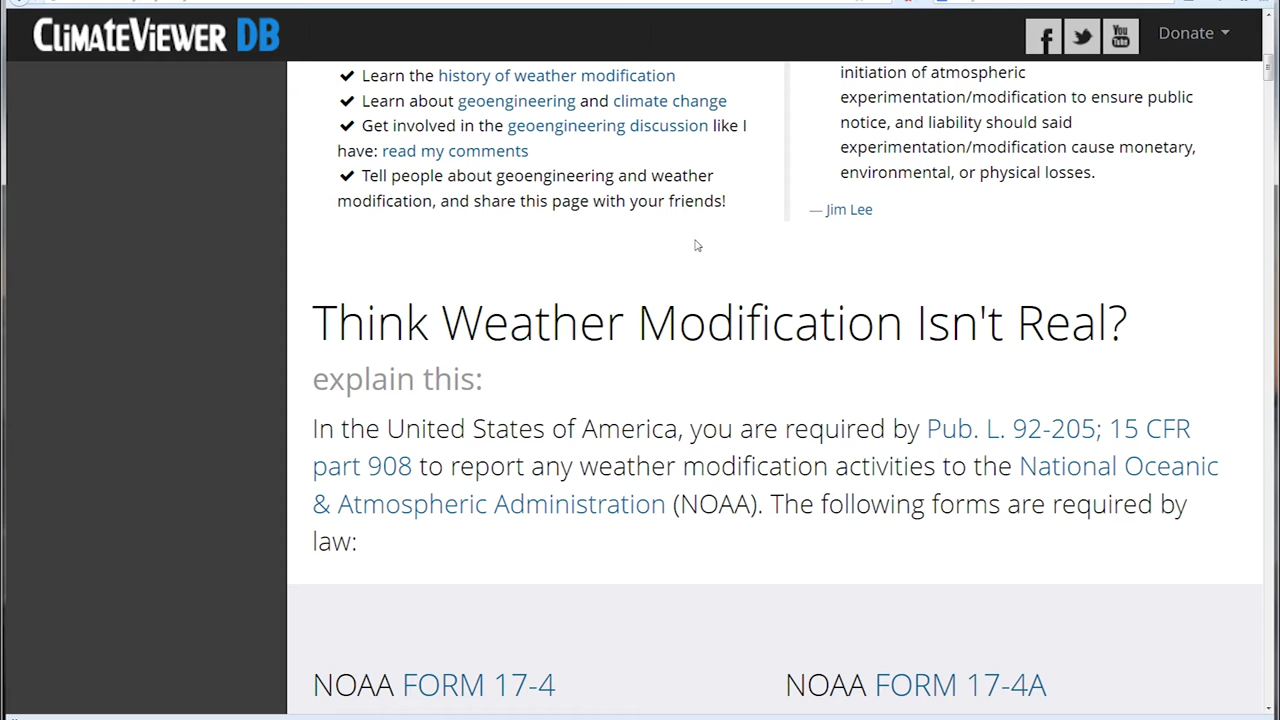 CLIMATEVIEWER DB
f
You Tube
Donate
Learn the history of weather modification
Learn about geoengineering and climate change
Get involved in the geoengineering discussion like I
have: read my comments
Tell people about geoengineering and weather
modification, and share this page with your friends!
initiation of atmospheric
experimentation/modification to ensure public
notice, and liability should said
experimentation/modification cause monetary,
environmental, or physical losses.
— Jim Lee
Think Weather Modification Isn't Real?
explain this:
In the United States of America, you are required by Pub. L. 92-205; 15 CFR
part 908 to report any weather modification activities to the National Oceanic
& Atmospheric Administration (NOAA). The following forms are required by
law:
NOAA FORM 17-4
NOAA FORM 17-4A